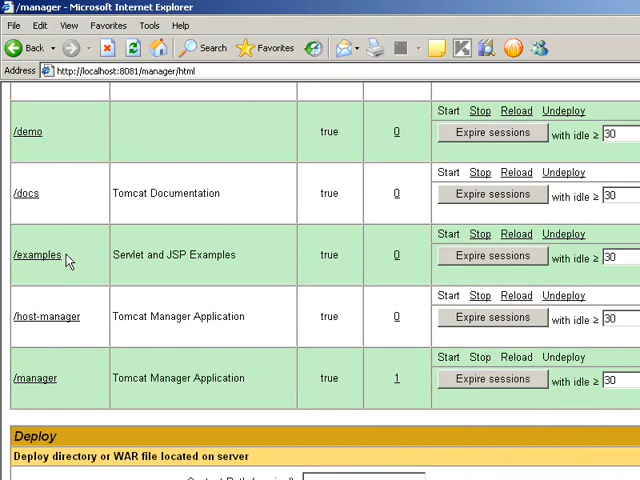 /manager - Microsoft Internet Explorer
File Edit View Favorites Tools Help
Back Search Favorites
Address http://localhost:8081/manager/html
Start Stop Reload Undeploy
/demo true 0 Expire sessions with idle ≥ 30
Start Stop Reload Undeploy
/docs Tomcat Documentation true 0 Expire sessions with idle ≥ 30
Start Stop Reload Undeploy
/examples Servlet and JSP Examples true 0 Expire sessions with idle ≥ 30
Start Stop Reload Undeploy
/host-manager Tomcat Manager Application true 0 Expire sessions with idle ≥ 30
Start Stop Reload Undeploy
/manager Tomcat Manager Application true 1 Expire sessions with idle ≥ 30
Deploy
Deploy directory or WAR file located on server